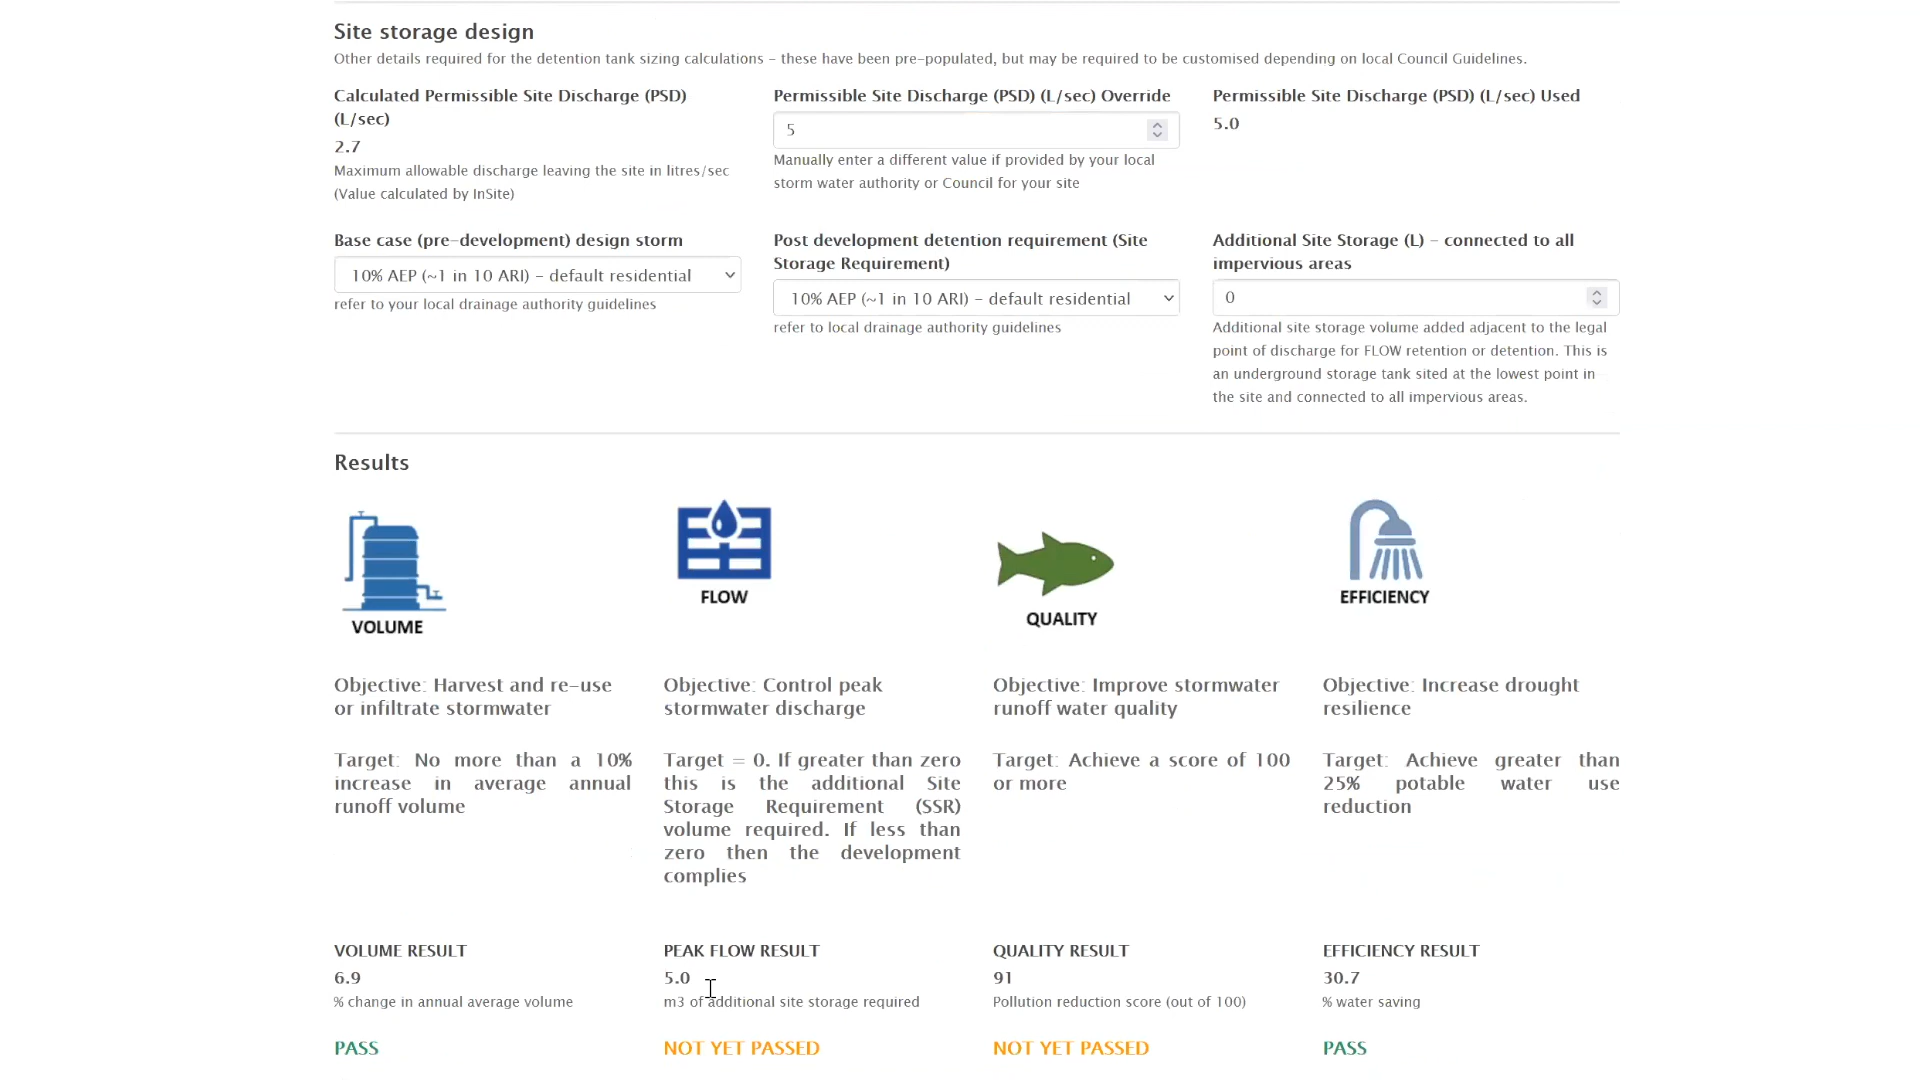 Site storage design
Other details required for the detention tank sizing calculations – these have been pre-populated, but may be required to be customised depending on local Council Guidelines.
Calculated Permissible Site Discharge (PSD)
(L/sec)
2.7
Maximum allowable discharge leaving the site in litres/sec
(Value calculated by InSite)
Permissible Site Discharge (PSD) (L/sec) Override
5
Manually enter a different value if provided by your local
storm water authority or Council for your site
Permissible Site Discharge (PSD) (L/sec) Used
5.0
Base case (pre-development) design storm
10% AEP (~1 in 10 ARI) – default residential
refer to your local drainage authority guidelines
Post development detention requirement (Site
Storage Requirement)
10% AEP (~1 in 10 ARI) – default residential
refer to local drainage authority guidelines
Additional Site Storage (L) – connected to all
impervious areas
0
Additional site storage volume added adjacent to the legal
point of discharge for FLOW retention or detention. This is
an underground storage tank sited at the lowest point in
the site and connected to all impervious areas.
Results
VOLUME
FLOW
QUALITY
EFFICIENCY
Objective: Harvest and re-use
or infiltrate stormwater
Objective: Control peak
stormwater discharge
Objective: Improve stormwater
runoff water quality
Objective: Increase drought
resilience
Target: No more than a 10%
increase in average annual
runoff volume
Target = 0. If greater than zero
this is the additional Site
Storage Requirement (SSR)
volume required. If less than
zero then the development
complies
Target: Achieve a score of 100
or more
Target: Achieve greater than
25% potable water use
reduction
VOLUME RESULT
6.9
% change in annual average volume
PASS
PEAK FLOW RESULT
5.0
m3 of additional site storage required
NOT YET PASSED
QUALITY RESULT
91
Pollution reduction score (out of 100)
NOT YET PASSED
EFFICIENCY RESULT
30.7
% water saving
PASS